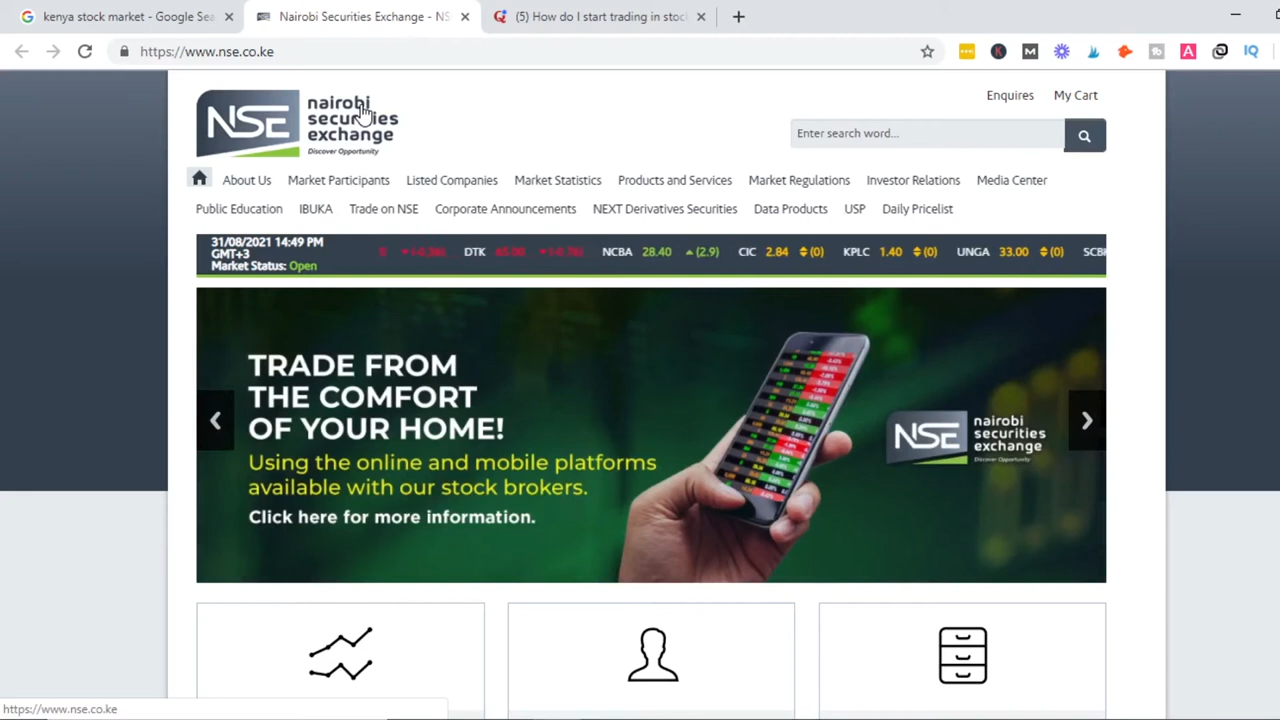 kenya stock market - Google Sea
Nairobi Securities Exchange - NS
(5) How do I start trading in stoc
https://www.nse.co.ke
NSE nairobi securities exchange
Discover Opportunity
Enquires My Cart
Enter search word...
About Us Market Participants Listed Companies Market Statistics Products and Services Market Regulations Investor Relations Media Center
Public Education IBUKA Trade on NSE Corporate Announcements NEXT Derivatives Securities Data Products USP Daily Pricelist
31/08/2021 14:49 PM
GMT+3
Market Status: Open
DTK NCBA 28.40 (2.9) CIC 2.84 (0) KPLC 1.40 (0) UNGA 33.00 (0) SCB
TRADE FROM
THE COMFORT
OF YOUR HOME!
Using the online and mobile platforms
available with our stock brokers.
Click here for more information.
NSE nairobi
securities
exchange
Discover Opportunity
https://www.nse.co.ke